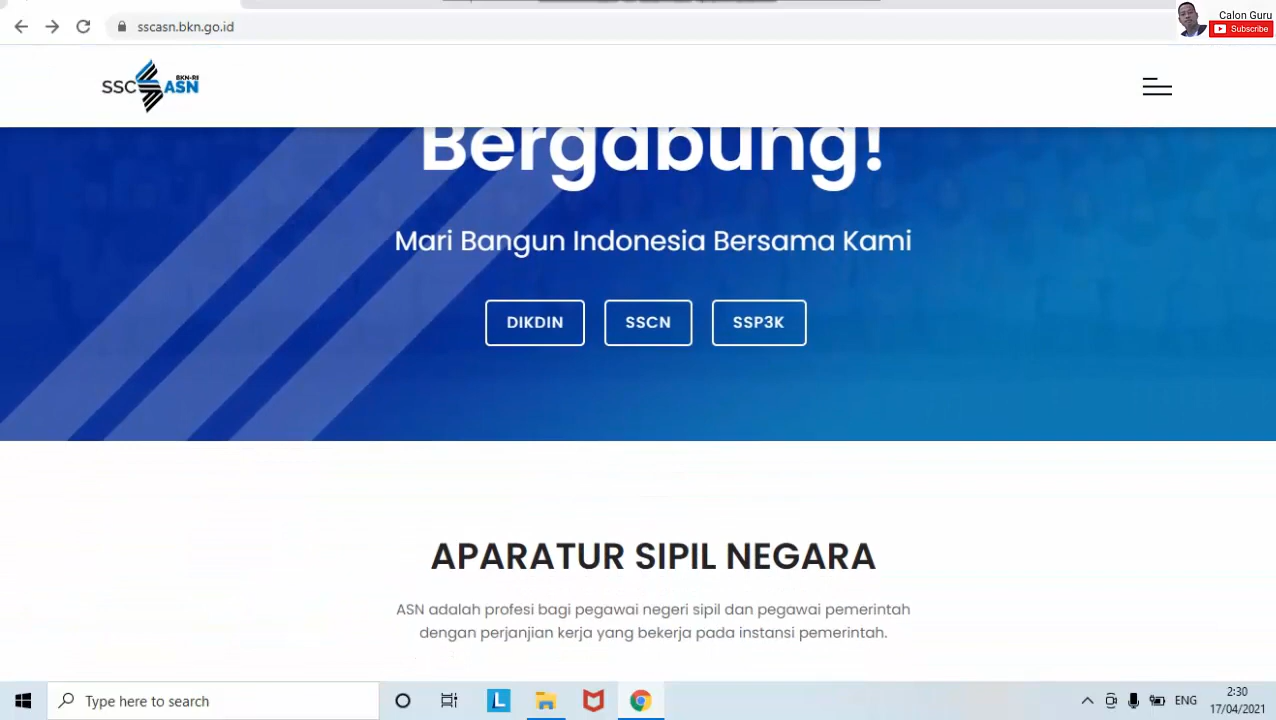 sscasn.bkn.go.id
Calon Guru
Subscribe
SSC ASN BKN-RI
Bergabung!
Mari Bangun Indonesia Bersama Kami
DIKDIN SSCN SSP3K
APARATUR SIPIL NEGARA
ASN adalah profesi bagi pegawai negeri sipil dan pegawai pemerintah
dengan perjanjian kerja yang bekerja pada instansi pemerintah.
Type here to search
L
ENG
2:30
17/04/2021